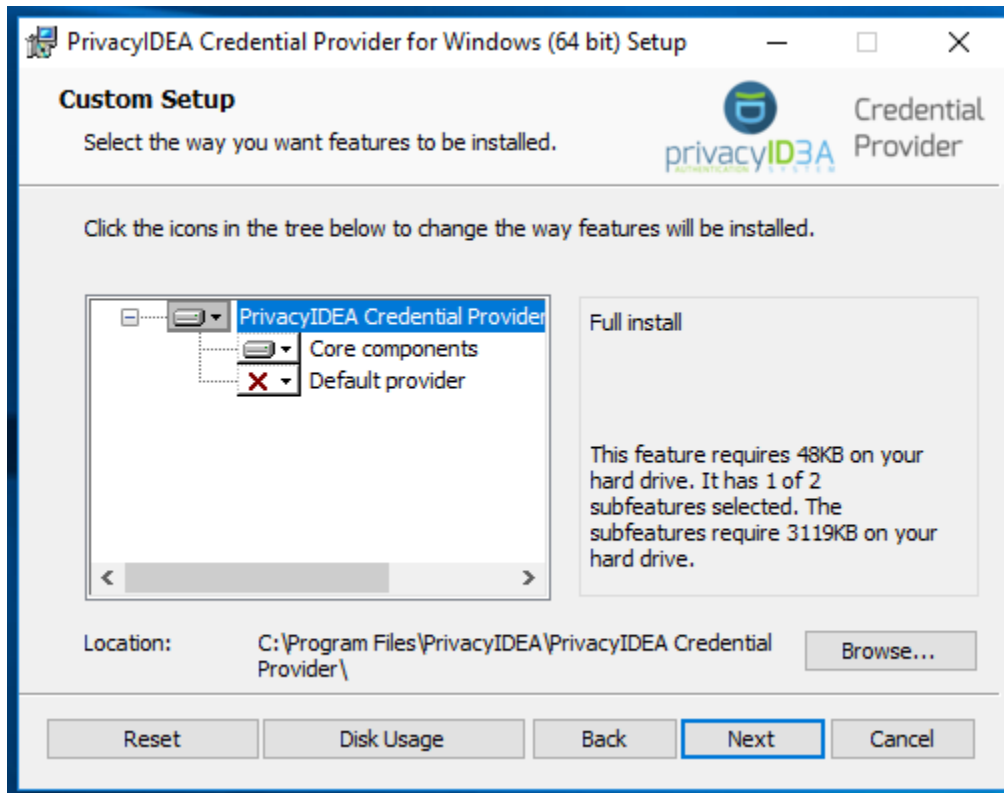 PrivacyIDEA Credential Provider for Windows (64 bit) Setup
Custom Setup
Select the way you want features to be installed.
privacyID3A
AUTHENTICATION SYSTEM
Credential
Provider
Click the icons in the tree below to change the way features will be installed.
PrivacyIDEA Credential Provider
Core components
Default provider
Full install
This feature requires 48KB on your
hard drive. It has 1 of 2
subfeatures selected. The
subfeatures require 3119KB on your
hard drive.
Location:
C:\Program Files\PrivacyIDEA\PrivacyIDEA Credential
Provider\
Browse...
Reset
Disk Usage
Back
Next
Cancel